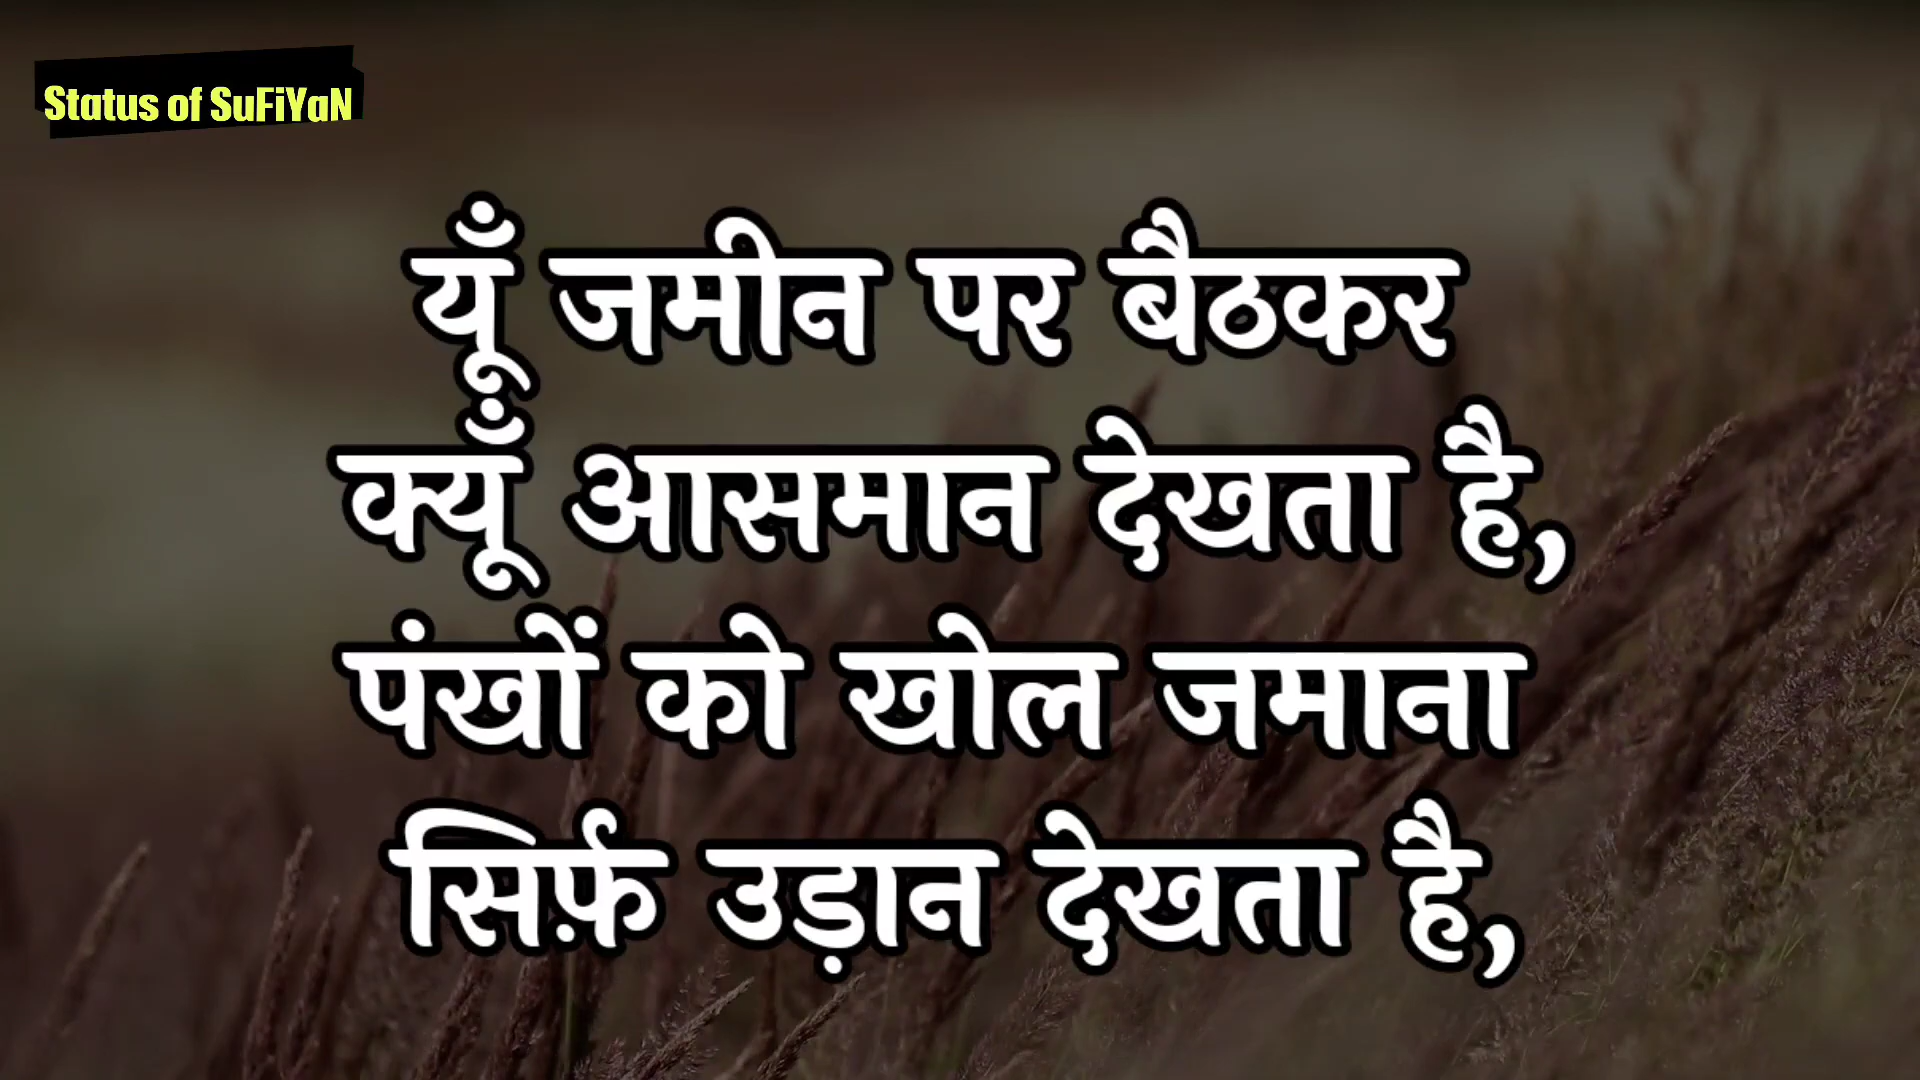 Status of SuFiYaN
यूँ जमीन पर बैठकर
क्यूँ आसमान देखता है,
पंखों को खोल जमाना
सिर्फ़ उड़ान देखता है,